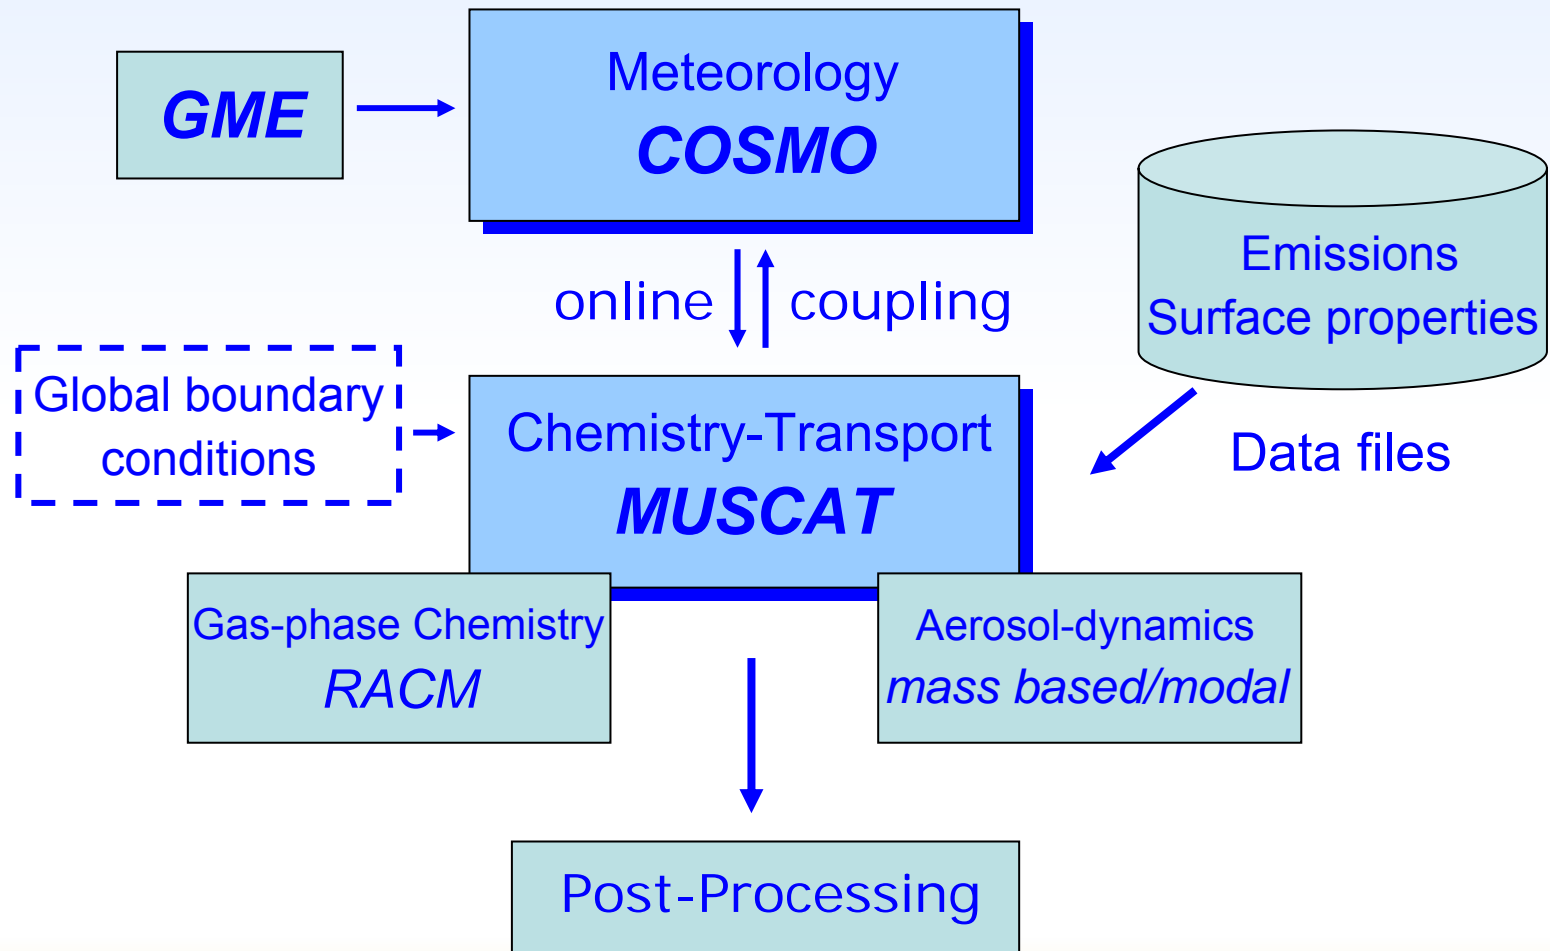 GME
Meteorology
COSMO
Emissions
Surface properties
online coupling
Global boundary
conditions
Chemistry-Transport
MUSCAT
Data files
Gas-phase Chemistry
RACM
Aerosol-dynamics
mass based/modal
Post-Processing